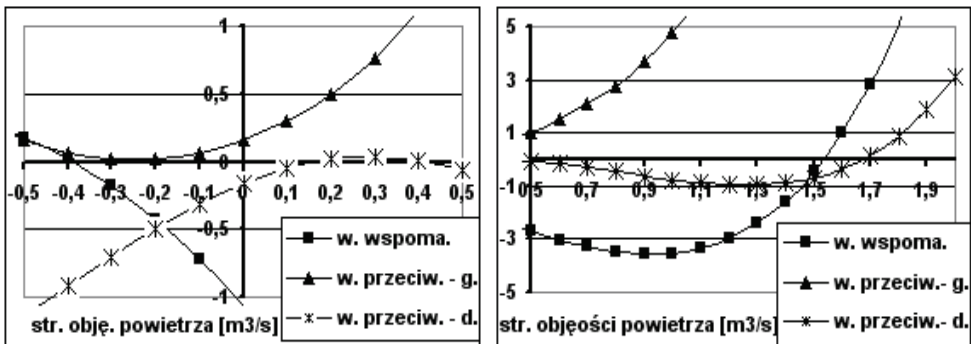 1
0,5
0
-0,5 -0,4 -0,3 -0,2 -0,1 0 0,1 0,2 0,3 0,4 0,5
-0,5
-1
w. wspoma.
w. przeciw. - g.
w. przeciw. - d.
str. obję. powietrza [m3/s]
5
3
1
-1
0,5 0,7 0,9 1,1 1,3 1,5 1,7 1,9
-3
-5
w. wspoma.
w. przeciw. - g.
w. przeciw.- d.
str. objęości powietrza [m3/s]